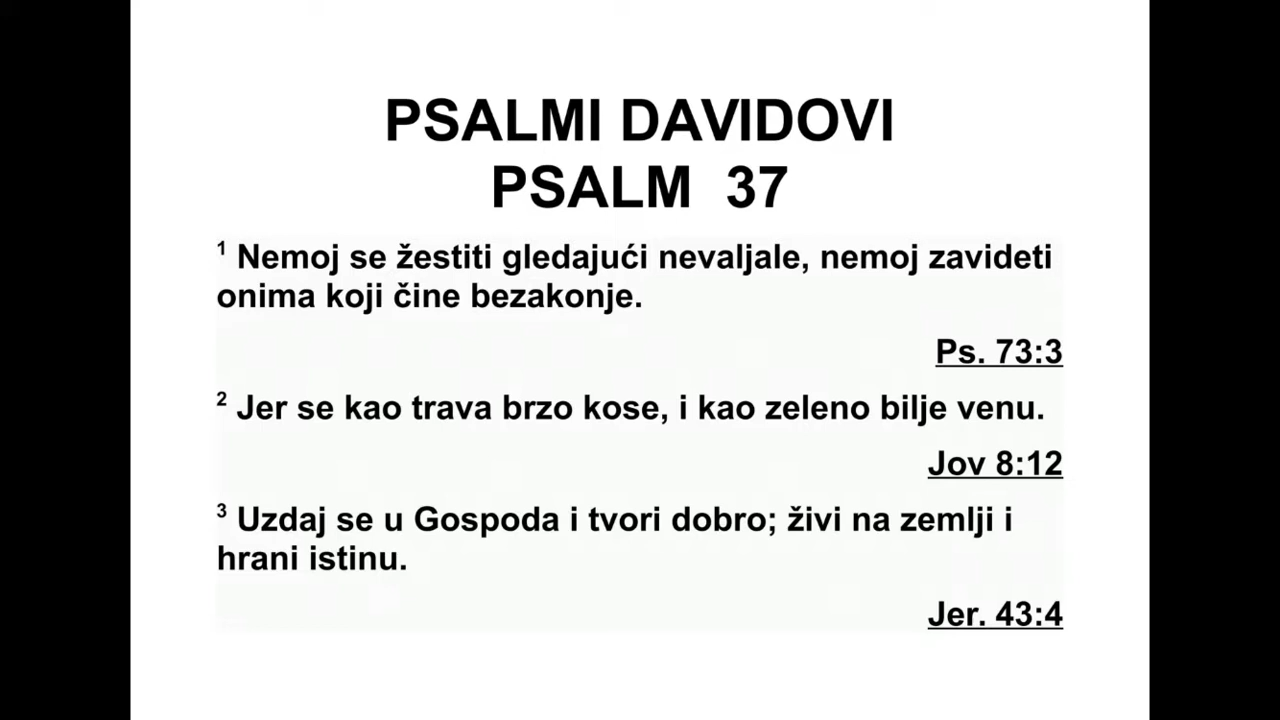 PSALMI DAVIDOVI
PSALM 37
1 Nemoj se žestiti gledajući nevaljale, nemoj zavideti
onima koji čine bezakonje.
Ps. 73:3
2 Jer se kao trava brzo kose, i kao zeleno bilje venu.
Jov 8:12
3 Uzdaj se u Gospoda i tvori dobro; živi na zemlji i
hrani istinu.
Jer. 43:4